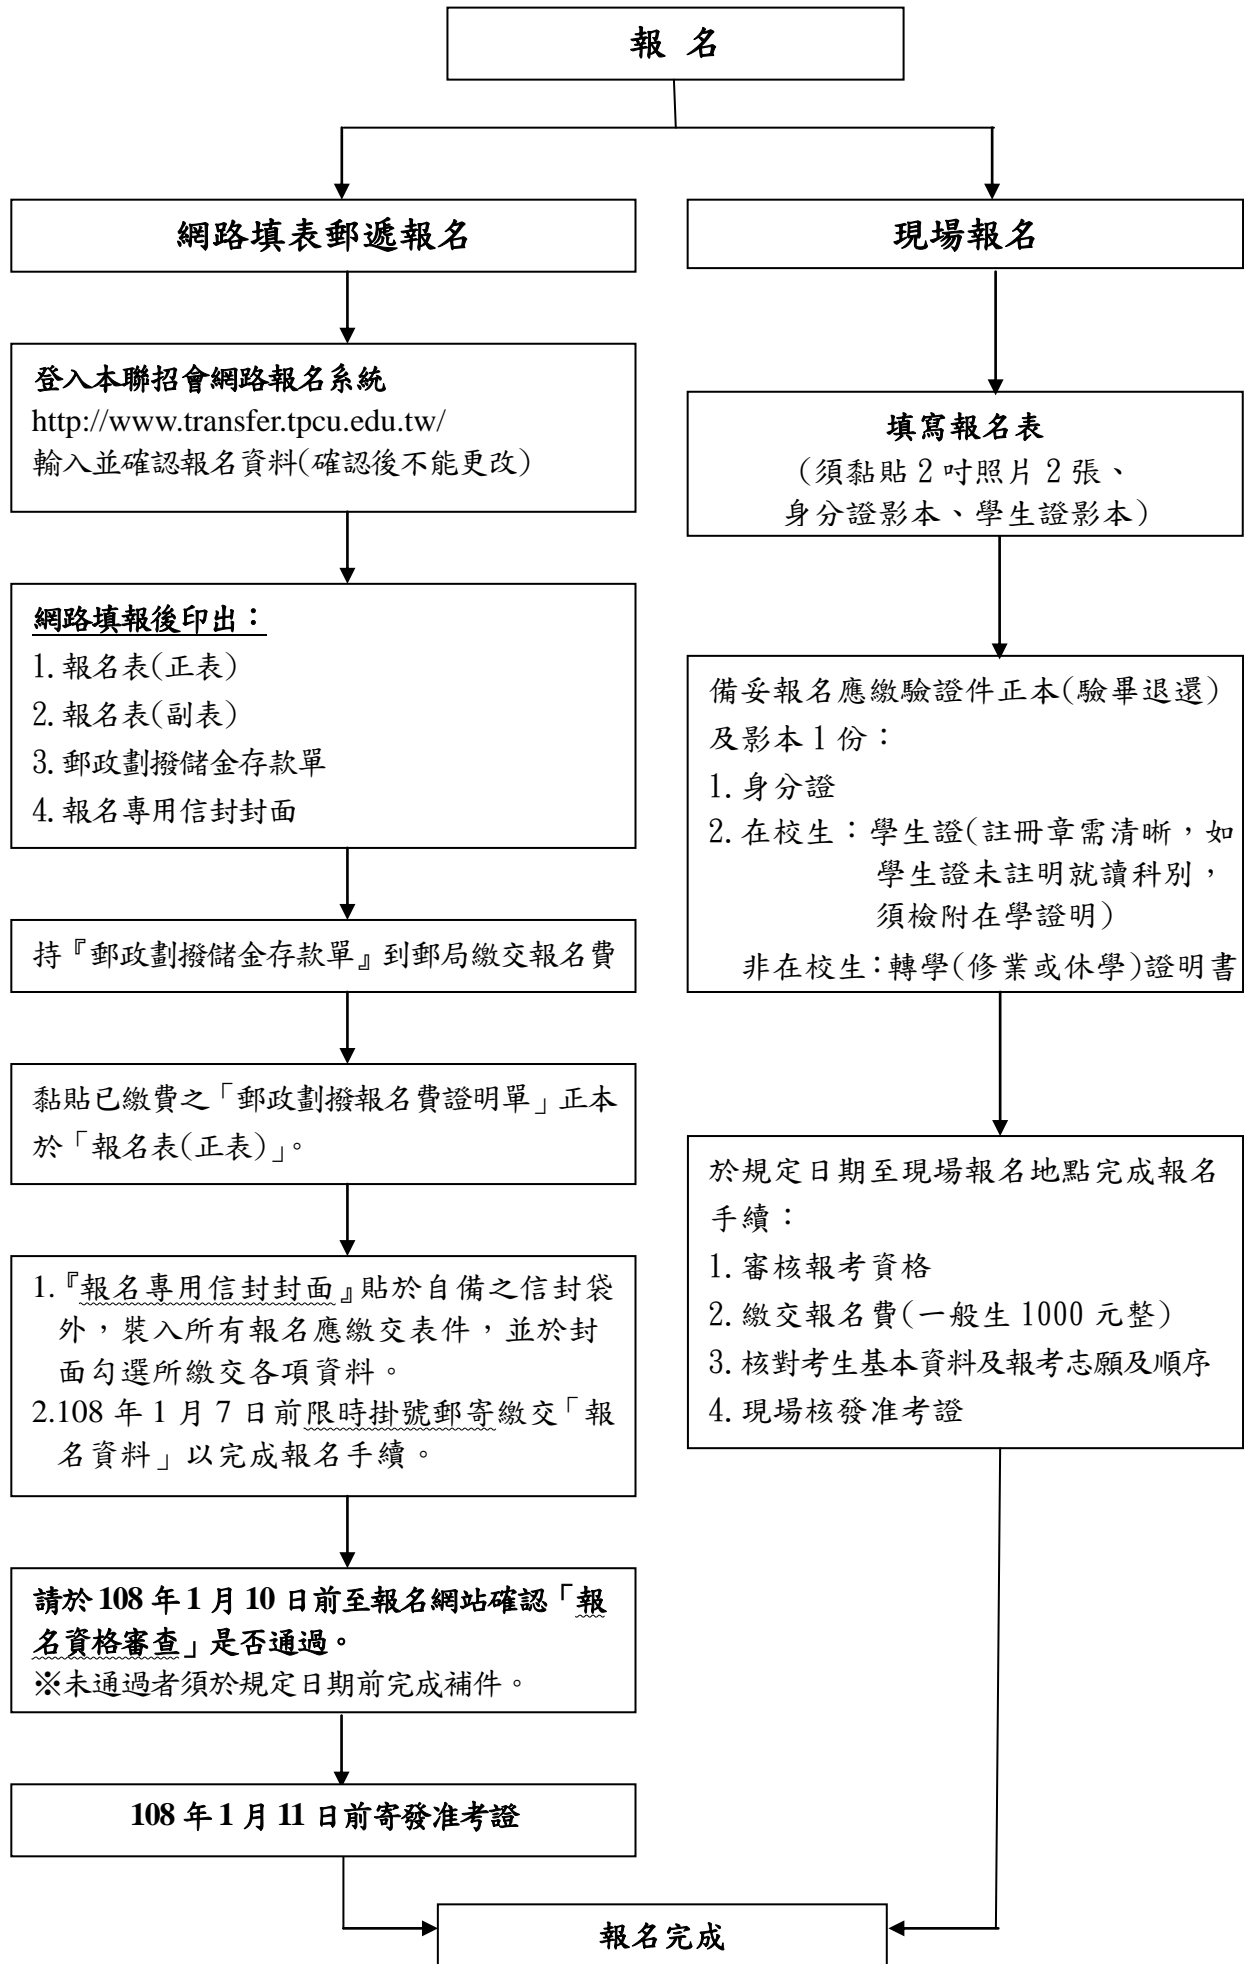 報 名
網路填表郵遞報名
登入本聯招會網路報名系統
http://www.transfer.tpcu.edu.tw/
輸入並確認報名資料(確認後不能更改)
網路填報後印出：
1.報名表(正表)
2.報名表(副表)
3.郵政劃撥儲金存款單
4.報名專用信封封面
持『郵政劃撥儲金存款單』到郵局繳交報名費
黏貼已繳費之「郵政劃撥報名費證明單」正本
於「報名表(正表)」。
1.『報名專用信封封面』貼於自備之信封袋
外，裝入所有報名應繳交表件，並於封
面勾選所繳交各項資料。
2.108 年 1 月 7 日前限時掛號郵寄繳交「報
名資料」以完成報名手續。
請於 108 年 1 月 10 日前至報名網站確認「報
名資格審查」是否通過。
※未通過者須於規定日期前完成補件。
108 年 1 月 11 日前寄發准考證
現場報名
填寫報名表
(須黏貼 2 吋照片 2 張、
身分證影本、學生證影本)
備妥報名應繳驗證件正本(驗畢退還)
及影本 1 份：
1.身分證
2.在校生：學生證(註冊章需清晰，如
學生證未註明就讀科別，
須檢附在學證明)
非在校生：轉學(修業或休學)證明書
於規定日期至現場報名地點完成報名
手續：
1.審核報考資格
2.繳交報名費(一般生 1000 元整)
3.核對考生基本資料及報考志願及順序
4.現場核發准考證
報名完成